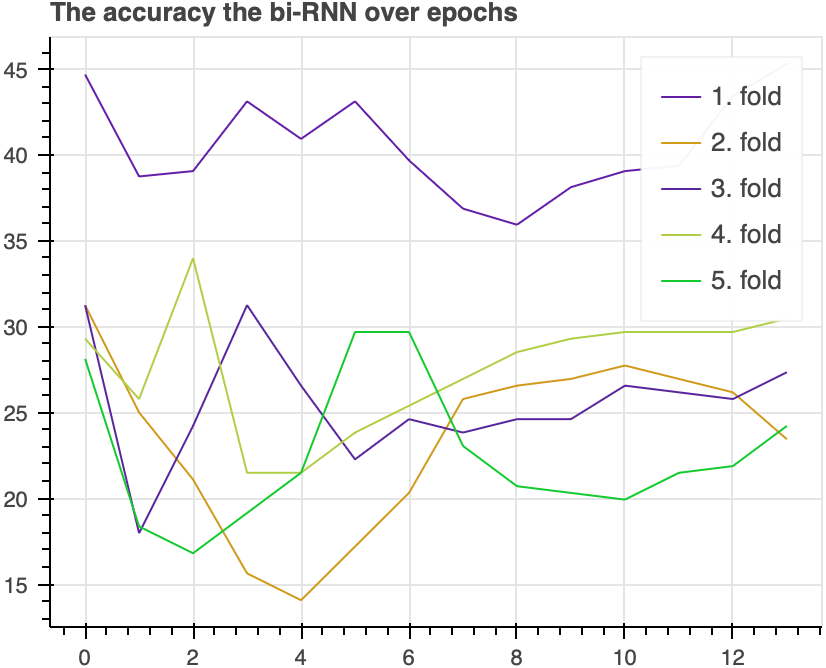 The accuracy the bi-RNN over epochs
45
40
35
30
25
20
15
0 2 4 6 8 10 12
1. fold
2. fold
3. fold
4. fold
5. fold